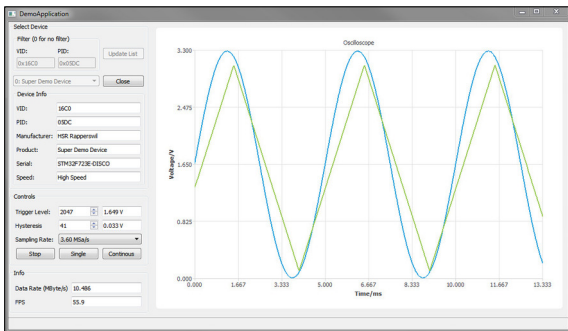 DemoApplication
Select Device
Filter (0 for no filter)
VID: PID:
0x16C0 0x05DC Update List
0: Super Demo Device Close
Device Info
VID: 16C0
PID: 05DC
Manufacturer: HSR Rapperswil
Product: Super Demo Device
Serial: STM32F723E-DISCO
Speed: High Speed
Controls
Trigger Level: 2047 1.649 V
Hysteresis 41 0.033 V
Sampling Rate: 3.60 MSa/s
Stop Single Continous
Info
Data Rate (MByte/s) 10.486
FPS 55.9
Oscilloscope
3.300
2.475
1.650
0.825
0.000
Voltage/V
0.000 1.667 3.333 5.000 6.667 8.333 10.000 11.667 13.333
Time/ms